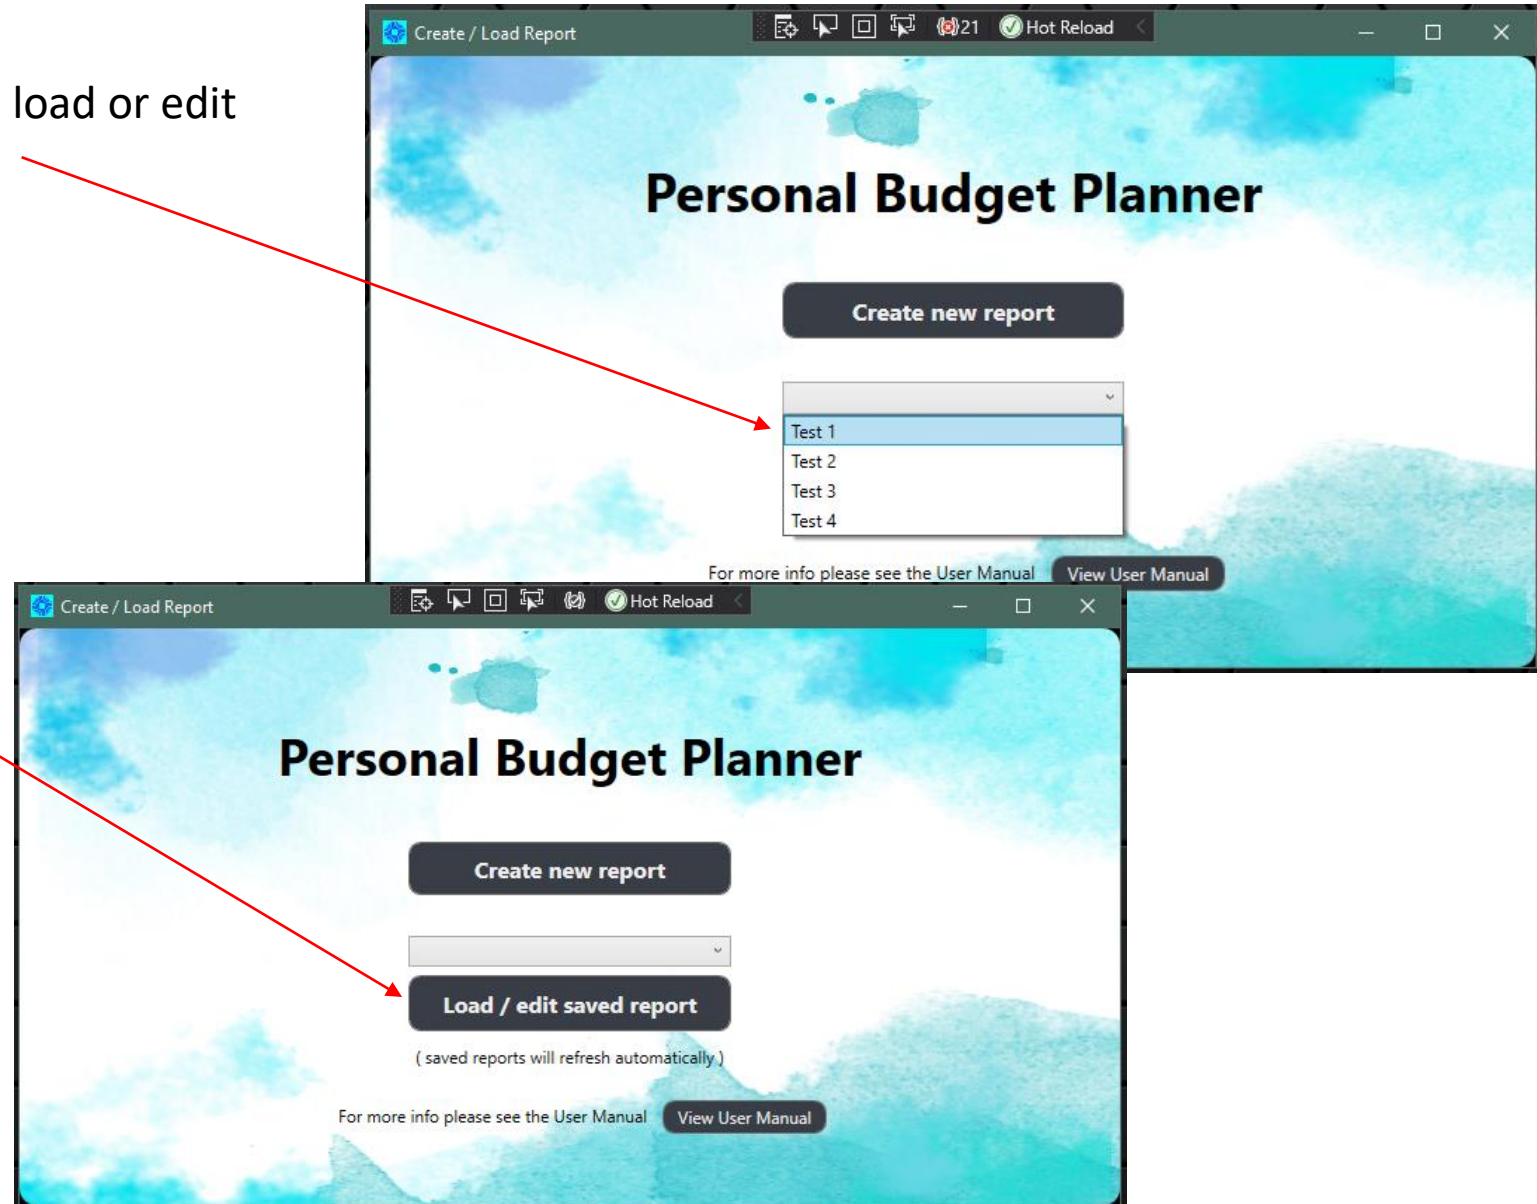 Create / Load Report
21
Hot Reload
load or edit
Personal Budget Planner
Create new report
Test 1
Test 2
Test 3
Test 4
For more info please see the User Manual
View User Manual
Create / Load Report
Hot Reload
Personal Budget Planner
Create new report
Load / edit saved report
( saved reports will refresh automatically )
For more info please see the User Manual
View User Manual